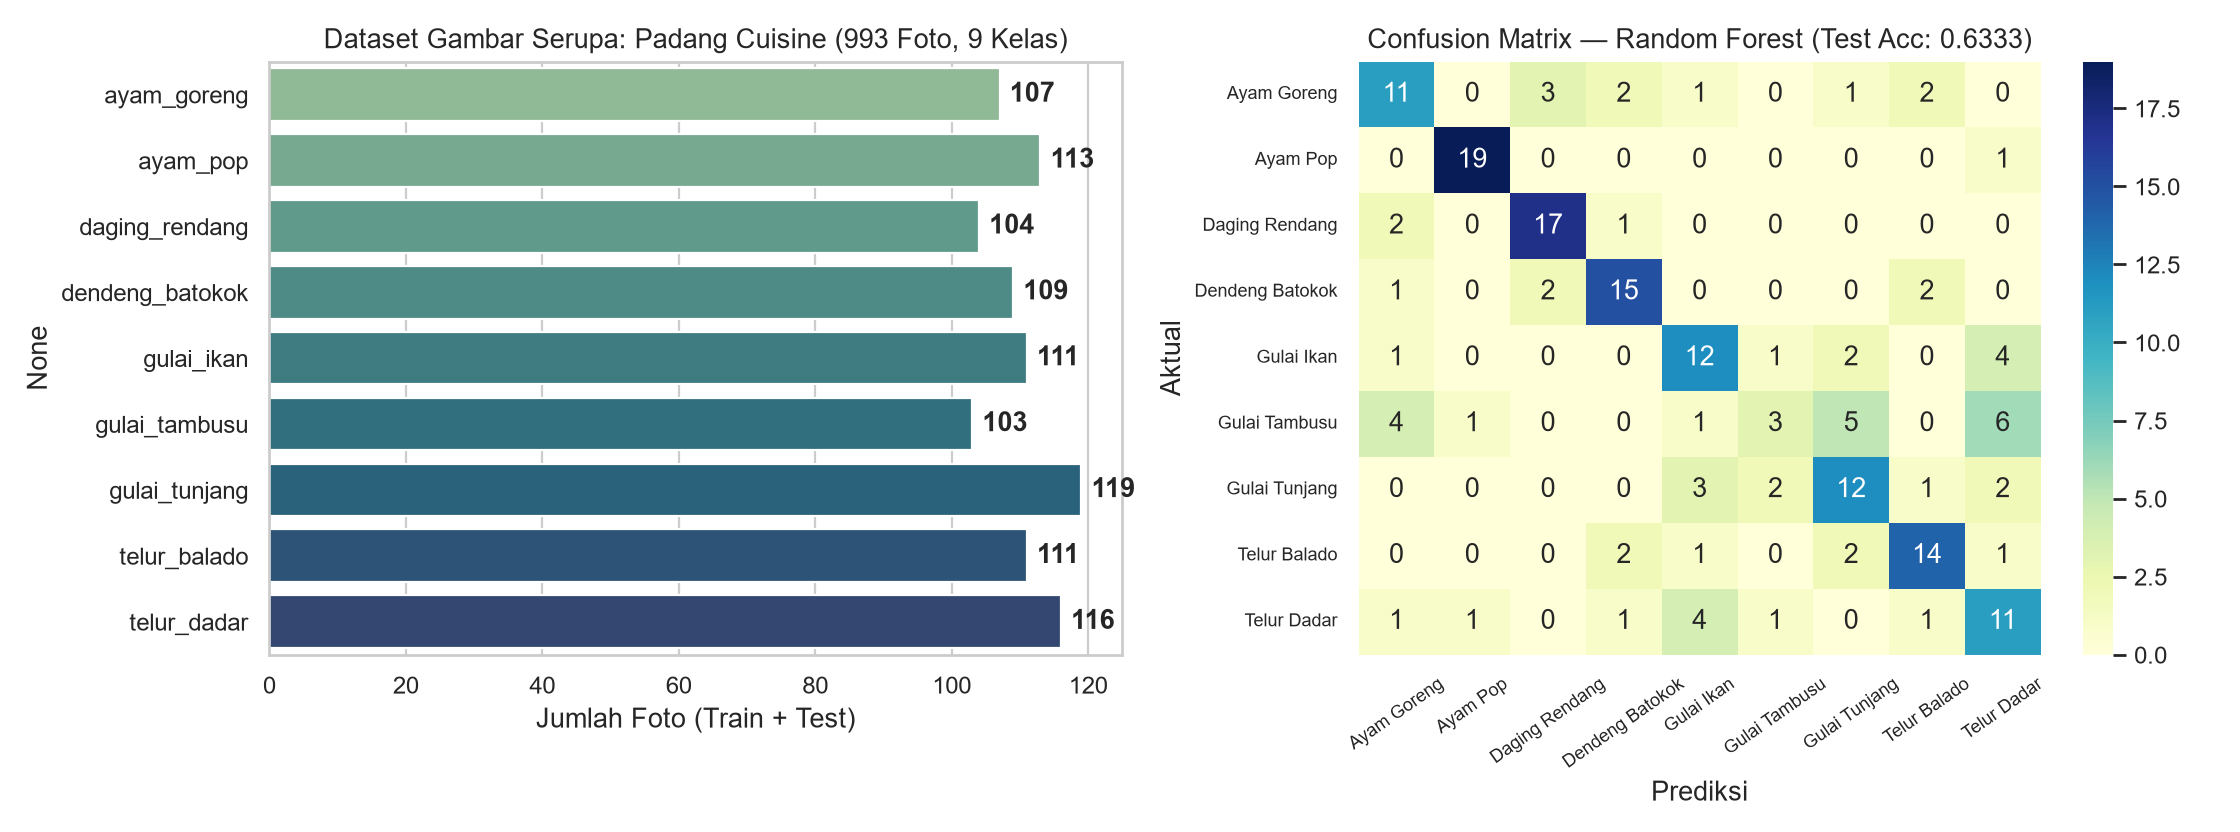 Dataset Gambar Serupa: Padang Cuisine (993 Foto, 9 Kelas)
None
ayam_goreng 107
ayam_pop 113
daging_rendang 104
dendeng_batokok 109
gulai_ikan 111
gulai_tambusu 103
gulai_tunjang 119
telur_balado 111
telur_dadar 116
0 20 40 60 80 100 120
Jumlah Foto (Train + Test)
Confusion Matrix — Random Forest (Test Acc: 0.6333)
Aktual
Ayam Goreng 11 0 3 2 1 0 1 2 0
Ayam Pop 0 19 0 0 0 0 0 0 1
Daging Rendang 2 0 17 1 0 0 0 0 0
Dendeng Batokok 1 0 2 15 0 0 0 2 0
Gulai Ikan 1 0 0 0 12 1 2 0 4
Gulai Tambusu 4 1 0 0 1 3 5 0 6
Gulai Tunjang 0 0 0 0 3 2 12 1 2
Telur Balado 0 0 0 2 1 0 2 14 1
Telur Dadar 1 1 0 1 4 1 0 1 11
Ayam Goreng Ayam Pop Daging Rendang Dendeng Batokok Gulai Ikan Gulai Tambusu Gulai Tunjang Telur Balado Telur Dadar
Prediksi
17.5
15.0
12.5
10.0
7.5
5.0
2.5
0.0